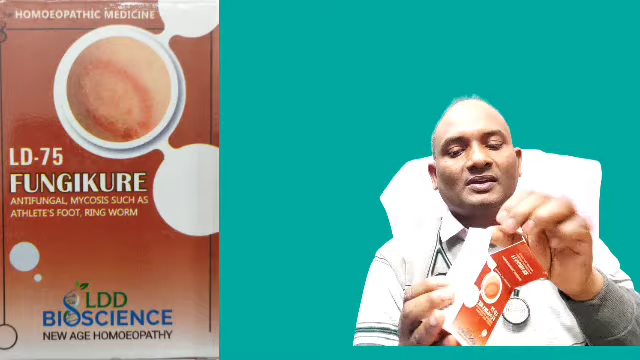 HOMOEOPATHIC MEDICINE
LD-75
FUNGIKURE
ANTIFUNGAL, MYCOSIS SUCH AS
ATHLETE'S FOOT, RING WORM
LDD
BIOSCIENCE
NEW AGE HOMOEOPATHY